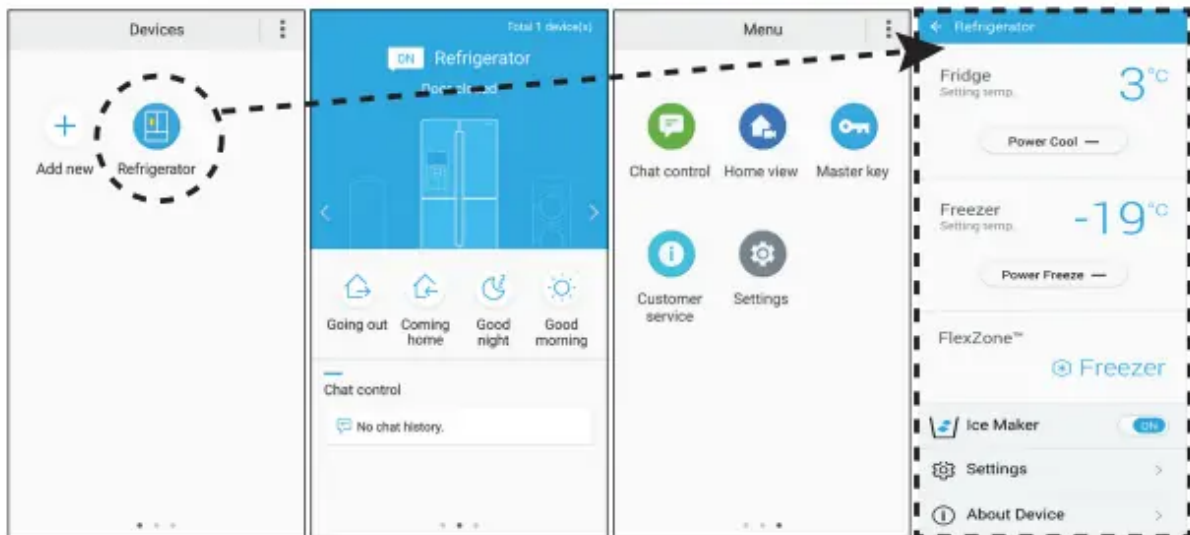 Devices
Add new
Refrigerator
Total 1 device(s)
ON Refrigerator
Door closed
Going out
Coming home
Good night
Good morning
Chat control
No chat history.
Menu
Chat control
Home view
Master key
Customer service
Settings
Refrigerator
Fridge
Setting temp.
3°C
Power Cool —
Freezer
Setting temp.
-19°C
Power Freeze —
FlexZone™
Freezer
Ice Maker
ON
Settings
About Device